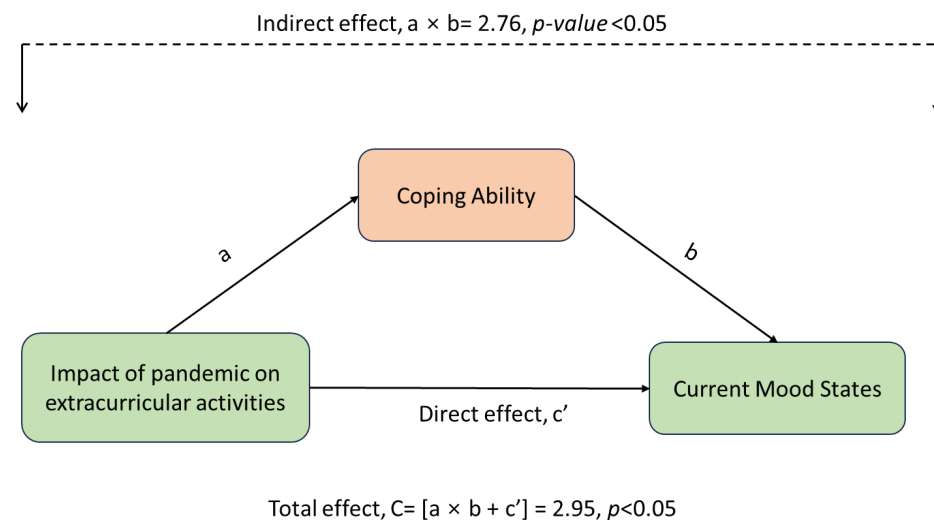 Indirect effect, a × b= 2.76, p-value <0.05
Coping Ability
a
b
Impact of pandemic on
extracurricular activities
Current Mood States
Direct effect, c’
Total effect, C= [a × b + c’] = 2.95, p<0.05